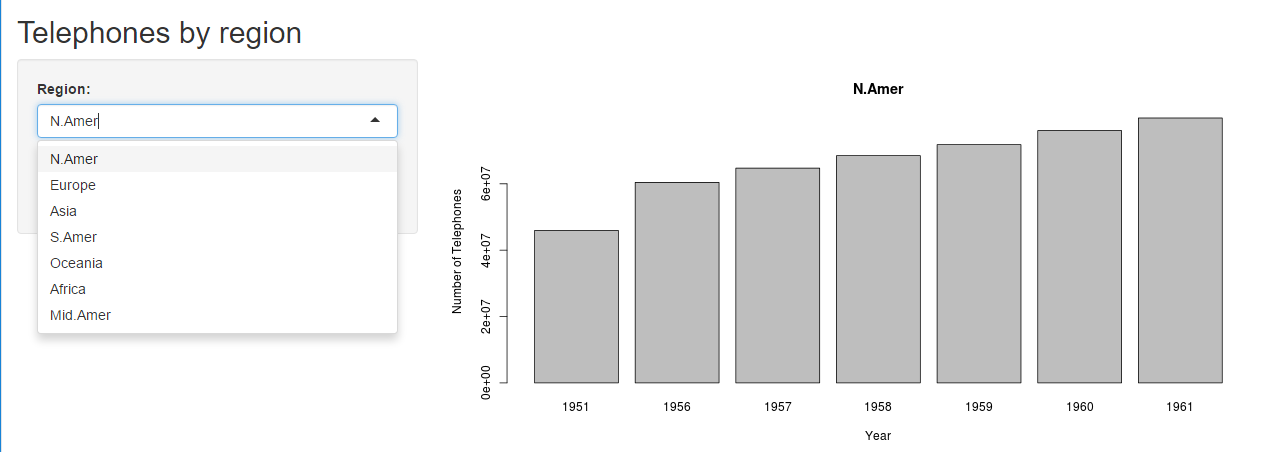 Telephones by region
Region:
N.Amer
N.Amer
Europe
Asia
S.Amer
Oceania
Africa
Mid.Amer
N.Amer
Number of Telephones
6e+07
4e+07
2e+07
0e+00
1951 1956 1957 1958 1959 1960 1961
Year